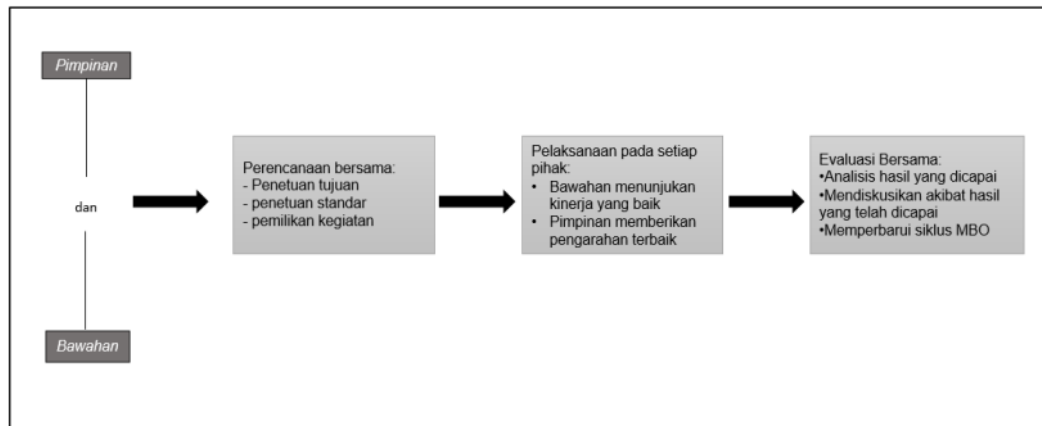 Pimpinan
dan
Bawahan
Perencanaan bersama:
- Penetuan tujuan
- penetuan standar
- pemilikan kegiatan
Pelaksanaan pada setiap
pihak:
• Bawahan menunjukan
kinerja yang baik
• Pimpinan memberikan
pengarahan terbaik
Evaluasi Bersama:
•Analisis hasil yang dicapai
•Mendiskusikan akibat hasil
yang telah dicapai
•Memperbarui siklus MBO